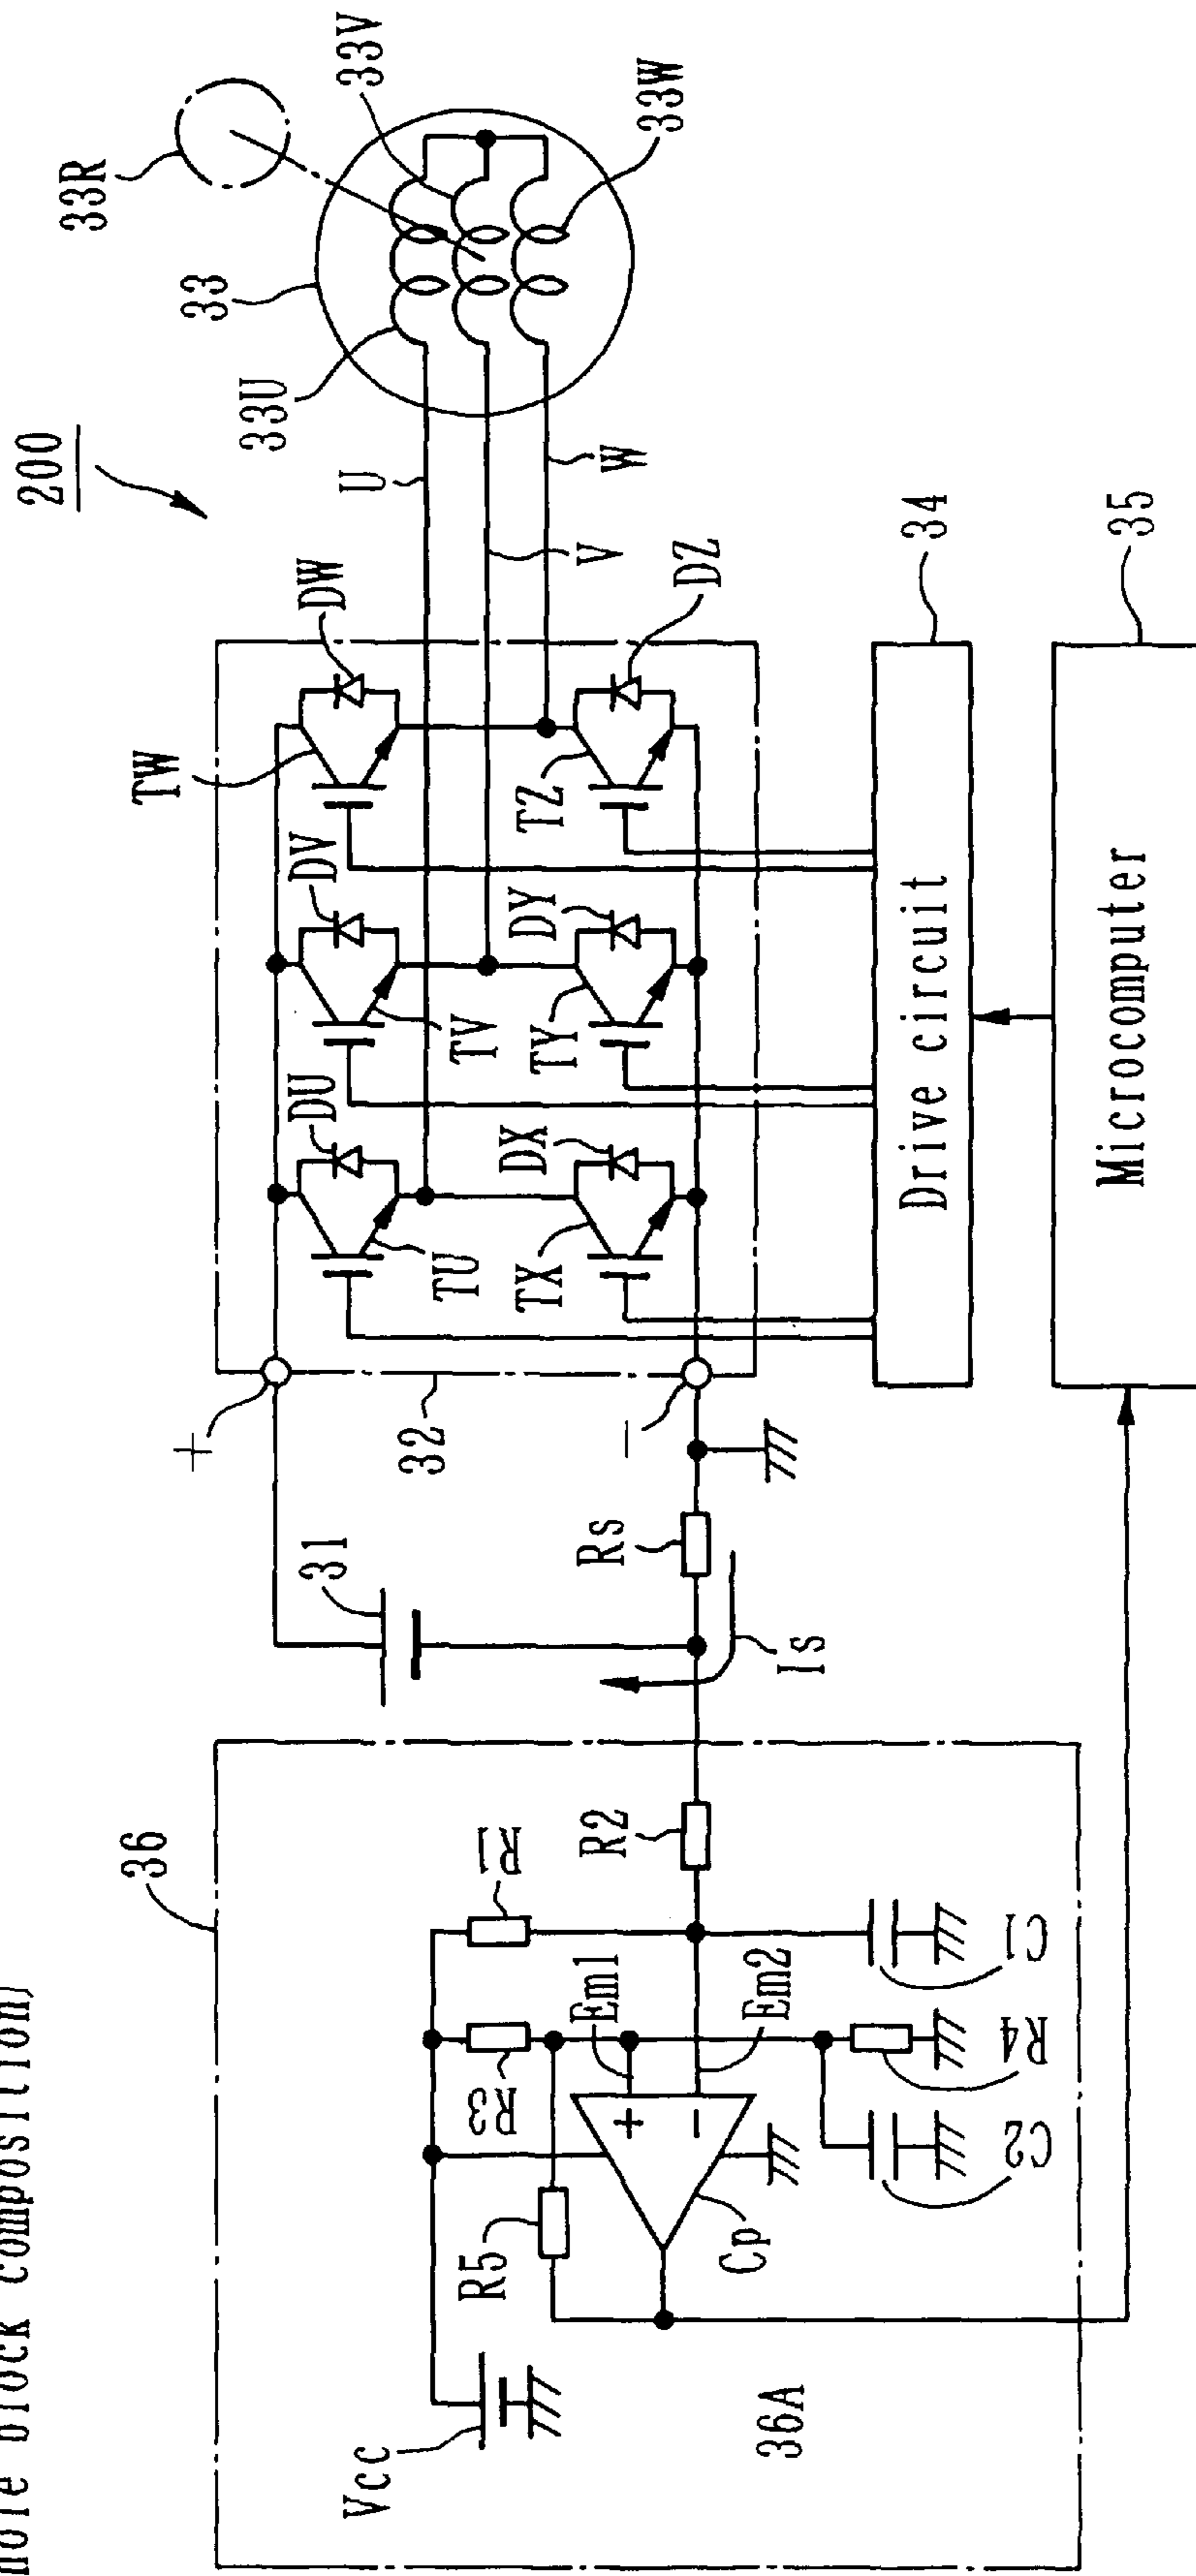 block composition)
200
33R
33
33V
33U
33W
U
V
W
TW
DW
DV
DU
TV
TU
TZ
DZ
DY
TY
DX
TX
+
32
−
31
Rs
Is
34
Drive circuit
35
Microcomputer
36
R1
R2
R3
Em1
Em2
+
−
R5
Cp
C1
R4
C2
Vcc
36A